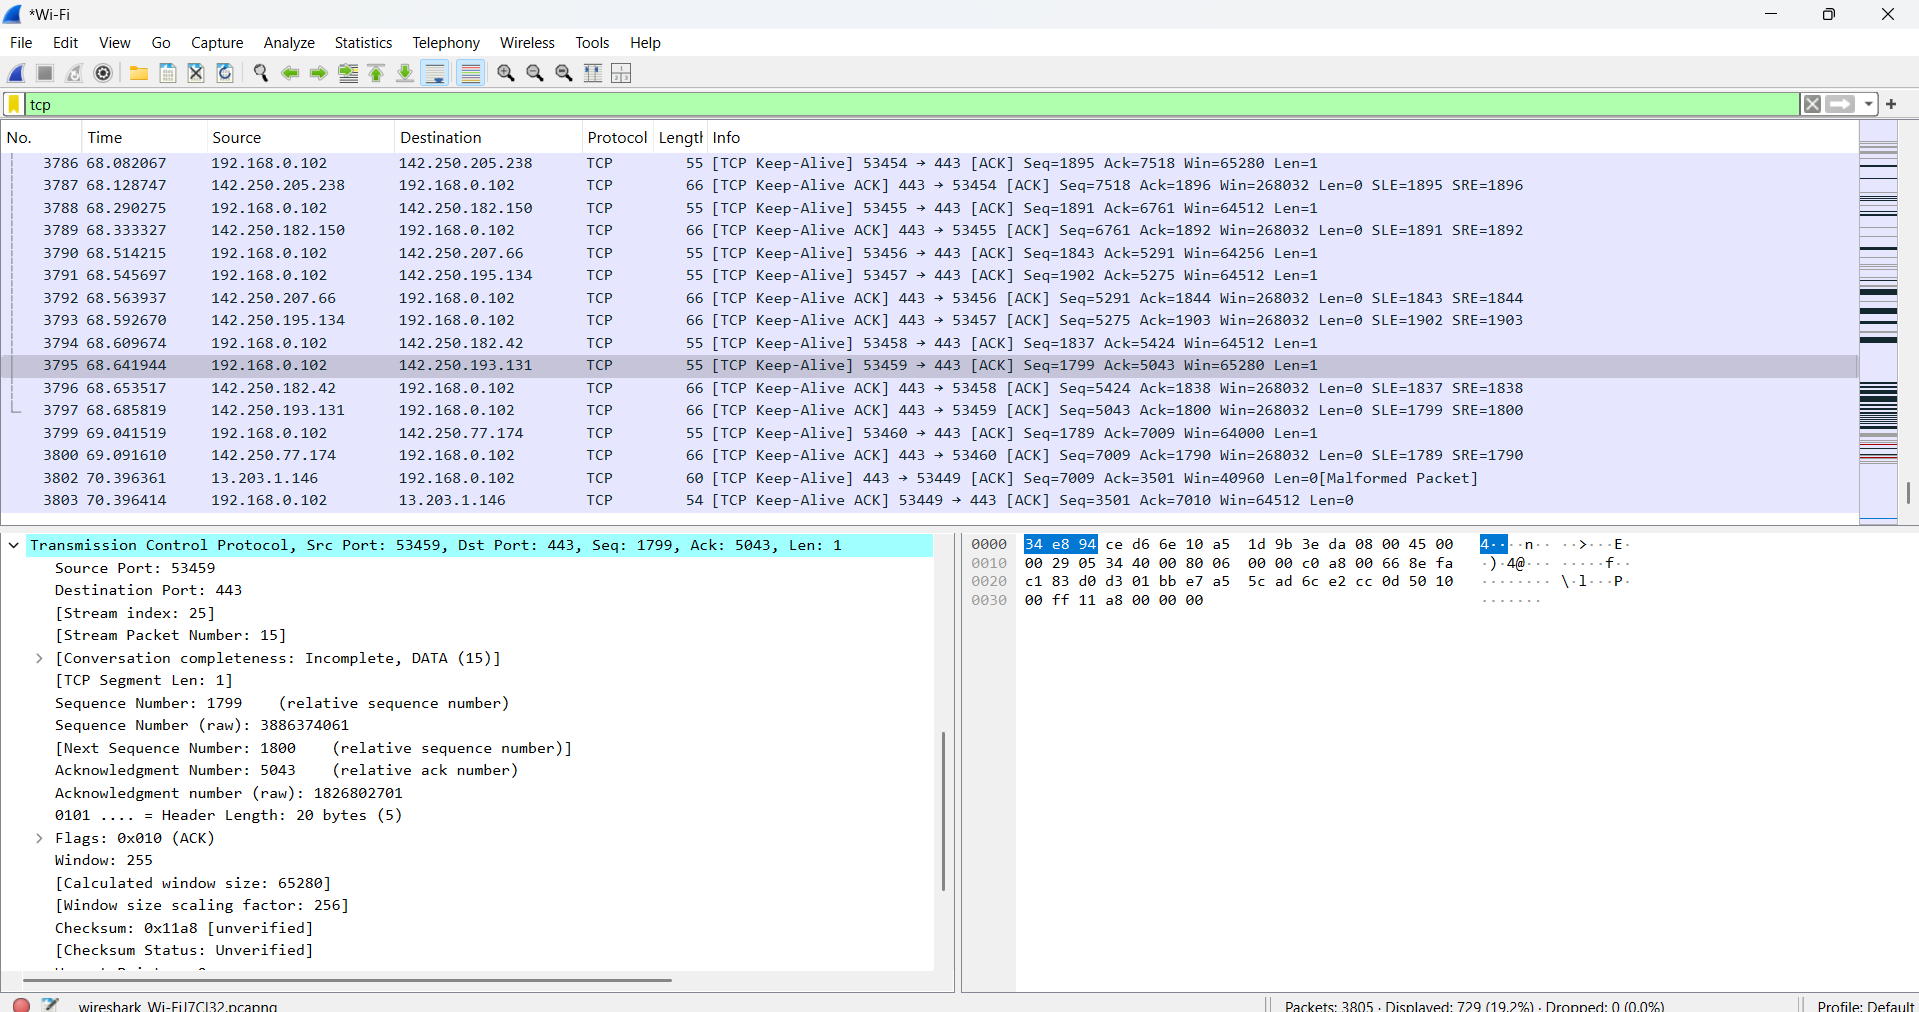 *Wi-Fi
File Edit View Go Capture Analyze Statistics Telephony Wireless Tools Help
tcp
No. Time Source Destination Protocol Length Info
3786 68.082067 192.168.0.102 142.250.205.238 TCP 55 [TCP Keep-Alive] 53454 → 443 [ACK] Seq=1895 Ack=7518 Win=65280 Len=1
3787 68.128747 142.250.205.238 192.168.0.102 TCP 66 [TCP Keep-Alive ACK] 443 → 53454 [ACK] Seq=7518 Ack=1896 Win=268032 Len=0 SLE=1895 SRE=1896
3788 68.290275 192.168.0.102 142.250.182.150 TCP 55 [TCP Keep-Alive] 53455 → 443 [ACK] Seq=1891 Ack=6761 Win=64512 Len=1
3789 68.333327 142.250.182.150 192.168.0.102 TCP 66 [TCP Keep-Alive ACK] 443 → 53455 [ACK] Seq=6761 Ack=1892 Win=268032 Len=0 SLE=1891 SRE=1892
3790 68.514215 192.168.0.102 142.250.207.66 TCP 55 [TCP Keep-Alive] 53456 → 443 [ACK] Seq=1843 Ack=5291 Win=64256 Len=1
3791 68.545697 192.168.0.102 142.250.195.134 TCP 55 [TCP Keep-Alive] 53457 → 443 [ACK] Seq=1902 Ack=5275 Win=64512 Len=1
3792 68.563937 142.250.207.66 192.168.0.102 TCP 66 [TCP Keep-Alive ACK] 443 → 53456 [ACK] Seq=5291 Ack=1844 Win=268032 Len=0 SLE=1843 SRE=1844
3793 68.592670 142.250.195.134 192.168.0.102 TCP 66 [TCP Keep-Alive ACK] 443 → 53457 [ACK] Seq=5275 Ack=1903 Win=268032 Len=0 SLE=1902 SRE=1903
3794 68.609674 192.168.0.102 142.250.182.42 TCP 55 [TCP Keep-Alive] 53458 → 443 [ACK] Seq=1837 Ack=5424 Win=64512 Len=1
3795 68.641944 192.168.0.102 142.250.193.131 TCP 55 [TCP Keep-Alive] 53459 → 443 [ACK] Seq=1799 Ack=5043 Win=65280 Len=1
3796 68.653517 142.250.182.42 192.168.0.102 TCP 66 [TCP Keep-Alive ACK] 443 → 53458 [ACK] Seq=5424 Ack=1838 Win=268032 Len=0 SLE=1837 SRE=1838
3797 68.685819 142.250.193.131 192.168.0.102 TCP 66 [TCP Keep-Alive ACK] 443 → 53459 [ACK] Seq=5043 Ack=1800 Win=268032 Len=0 SLE=1799 SRE=1800
3799 69.041519 192.168.0.102 142.250.77.174 TCP 55 [TCP Keep-Alive] 53460 → 443 [ACK] Seq=1789 Ack=7009 Win=64000 Len=1
3800 69.091610 142.250.77.174 192.168.0.102 TCP 66 [TCP Keep-Alive ACK] 443 → 53460 [ACK] Seq=7009 Ack=1790 Win=268032 Len=0 SLE=1789 SRE=1790
3802 70.396361 13.203.1.146 192.168.0.102 TCP 60 [TCP Keep-Alive] 443 → 53449 [ACK] Seq=7009 Ack=3501 Win=40960 Len=0[Malformed Packet]
3803 70.396414 192.168.0.102 13.203.1.146 TCP 54 [TCP Keep-Alive ACK] 53449 → 443 [ACK] Seq=3501 Ack=7010 Win=64512 Len=0
Transmission Control Protocol, Src Port: 53459, Dst Port: 443, Seq: 1799, Ack: 5043, Len: 1
Source Port: 53459
Destination Port: 443
[Stream index: 25]
[Stream Packet Number: 15]
[Conversation completeness: Incomplete, DATA (15)]
[TCP Segment Len: 1]
Sequence Number: 1799 (relative sequence number)
Sequence Number (raw): 3886374061
[Next Sequence Number: 1800 (relative sequence number)]
Acknowledgment Number: 5043 (relative ack number)
Acknowledgment number (raw): 1826802701
0101 .... = Header Length: 20 bytes (5)
Flags: 0x010 (ACK)
Window: 255
[Calculated window size: 65280]
[Window size scaling factor: 256]
Checksum: 0x11a8 [unverified]
[Checksum Status: Unverified]
0000 34 e8 94 ce d6 6e 10 a5 1d 9b 3e da 08 00 45 00 4····n·· ··>···E·
0010 00 29 05 34 40 00 80 06 00 00 c0 a8 00 66 8e fa ·)·4@··· ·····f··
0020 c1 83 d0 d3 01 bb e7 a5 5c ad 6c e2 cc 0d 50 10 ········ \·l···P·
0030 00 ff 11 a8 00 00 00 ·······
wireshark_Wi-FiJ7CJ32.pcapng
Packets: 3805 · Displayed: 729 (19.2%) · Dropped: 0 (0.0%)
Profile: Default